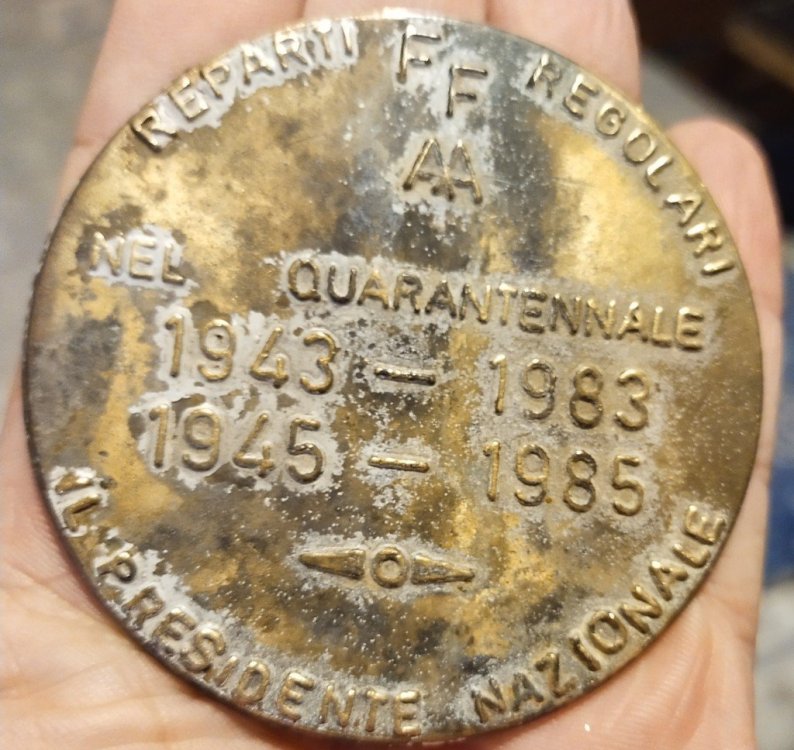 REPARTI FF REGOLARI
AA
NEL QUARANTENNALE
1943 - 1983
1945 - 1985
IL PRESIDENTE NAZIONALE